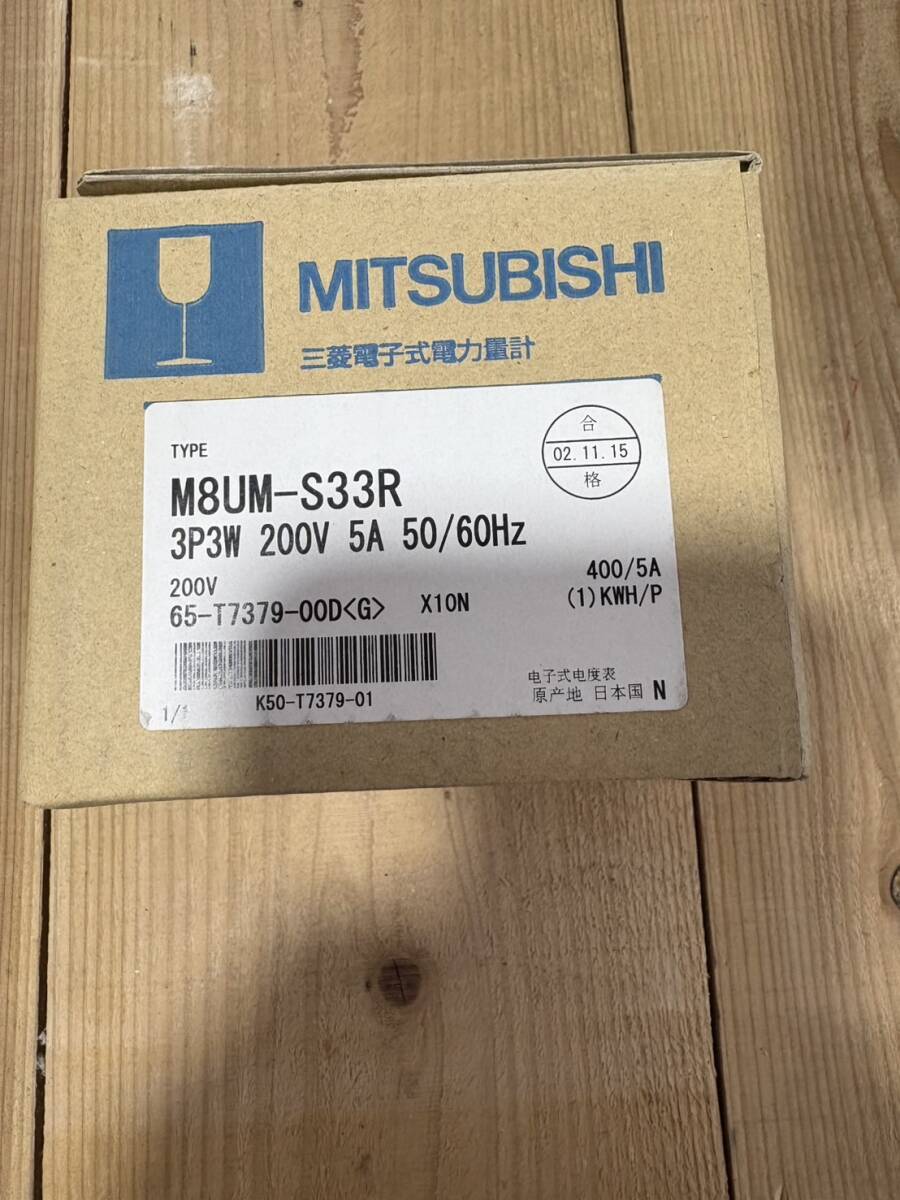 MITSUBISHI
三菱電子式電力量計
TYPE
M8UM-S33R
3P3W 200V 5A 50/60Hz
200V
65-T7379-00D<G> X10N
400/5A
(1)KWH/P
合
02.11.15
格
K50-T7379-01
1/1
电子式电度表
原产地 日本国 N